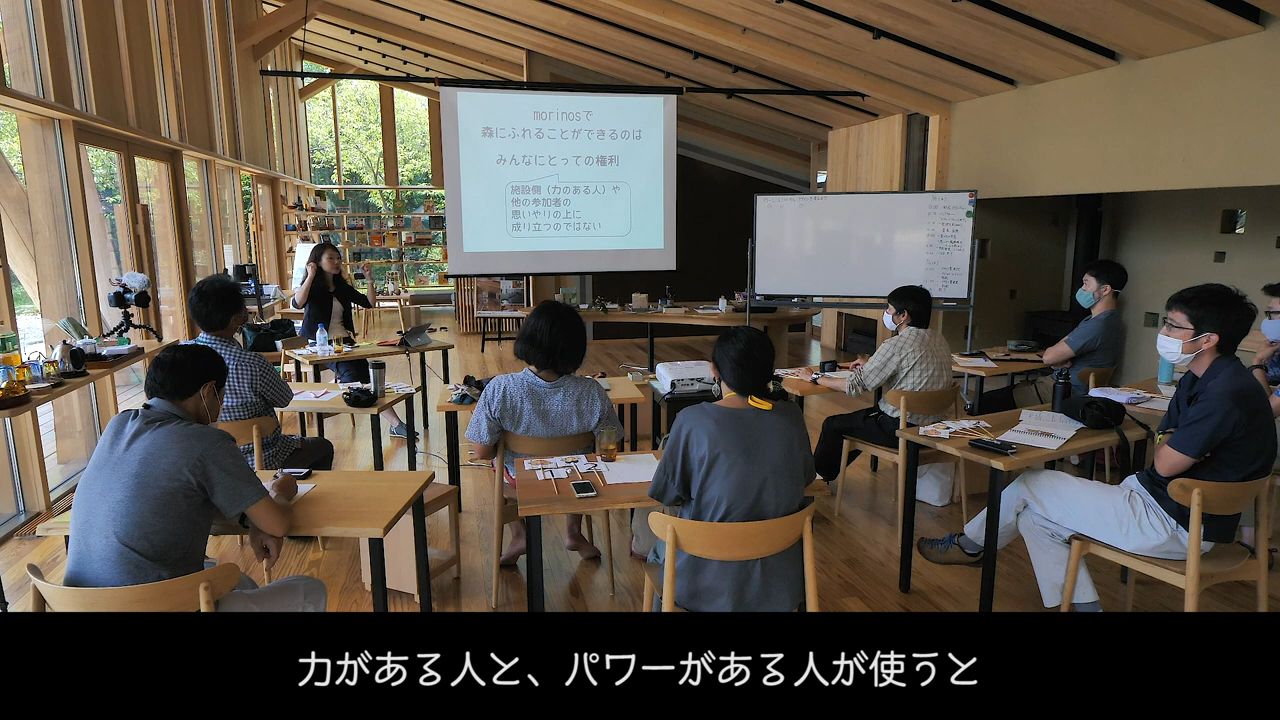 morinosで
森にふれることができるのは
みんなにとっての権利
施設側（力のある人）や
他の参加者の
思いやりの上に
成り立つのではない
力がある人と、パワーがある人が使うと